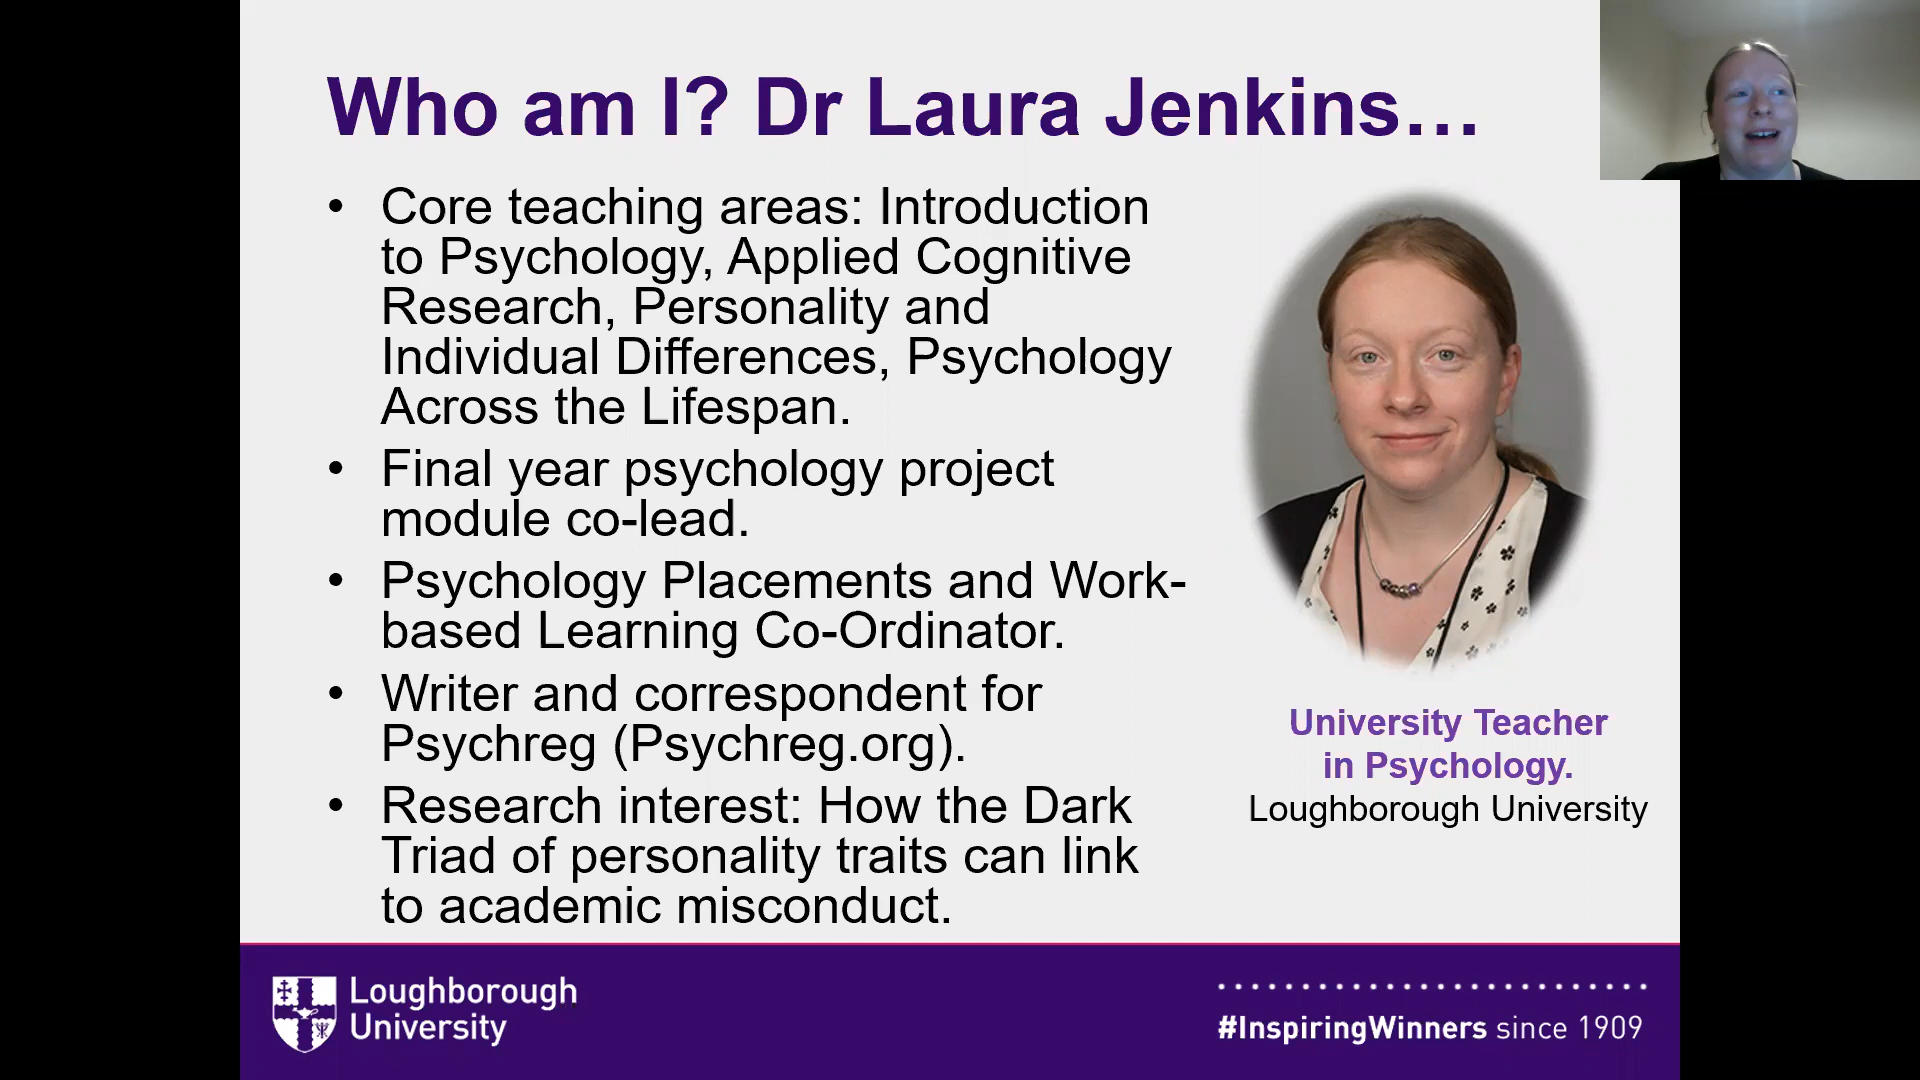 Who am I? Dr Laura Jenkins…
• Core teaching areas: Introduction
to Psychology, Applied Cognitive
Research, Personality and
Individual Differences, Psychology
Across the Lifespan.
• Final year psychology project
module co-lead.
• Psychology Placements and Work-
based Learning Co-Ordinator.
• Writer and correspondent for
Psychreg (Psychreg.org).
• Research interest: How the Dark
Triad of personality traits can link
to academic misconduct.
University Teacher
in Psychology.
Loughborough University
Loughborough
University
#InspiringWinners since 1909